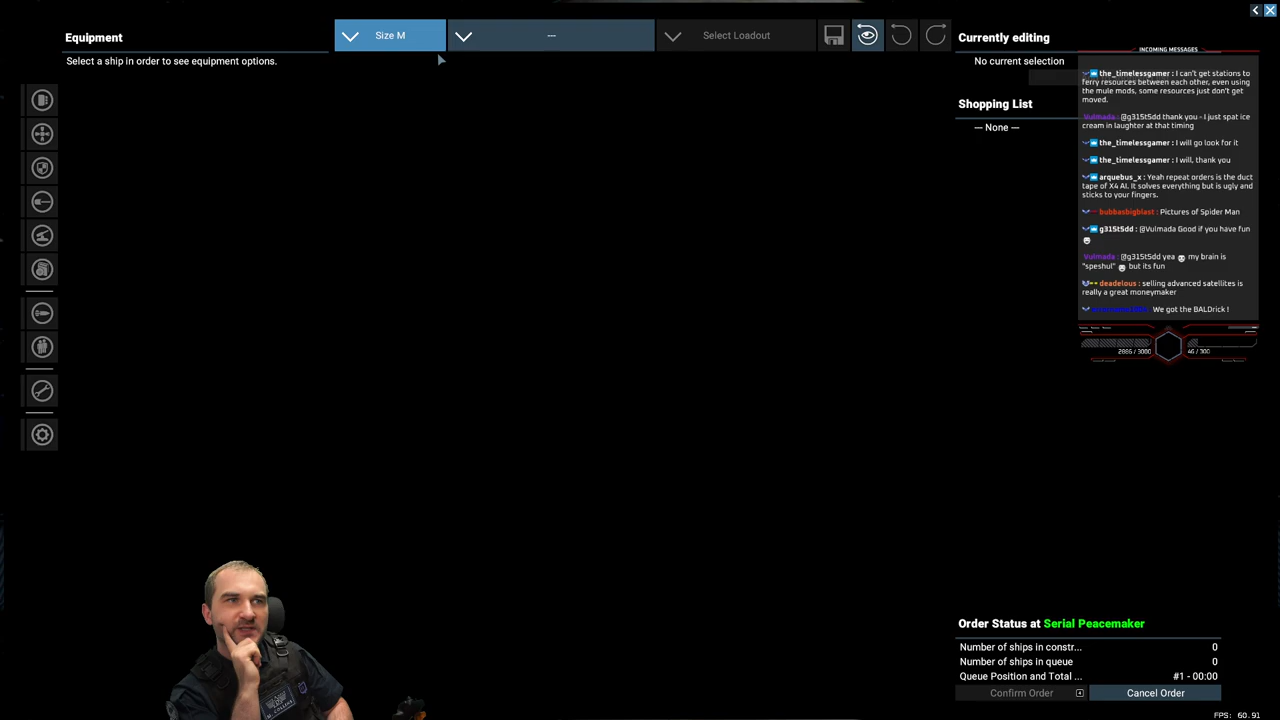 Equipment
Select a ship in order to see equipment options.
Size M
---
Select Loadout
Currently editing
No current selection
Shopping List
--- None ---
INCOMING MESSAGES
the_timelessgamer : I can't get stations to
ferry resources between each other, even using
the mule mods, some resources just don't get
moved.
Vulmada : @g315t5dd thank you - I just spat ice
cream in laughter at that timing
the_timelessgamer : I will go look for it
the_timelessgamer : I will, thank you
arquebus_x : Yeah repeat orders is the duct
tape of X4 AI. It solves everything but is ugly and
sticks to your fingers.
bubbasbigblast : Pictures of Spider Man
g315t5dd : @Vulmada Good if you have fun
Vulmada : @g315t5dd yea my brain is
"speshul" but its fun
deadelous : selling advanced satellites is
really a great moneymaker
: We got the BALDrick !
2865 / 3000
46 / 300
Order Status at Serial Peacemaker
Number of ships in constr... 0
Number of ships in queue 0
Queue Position and Total ... #1 - 00:00
Confirm Order
Cancel Order
FPS: 60.91